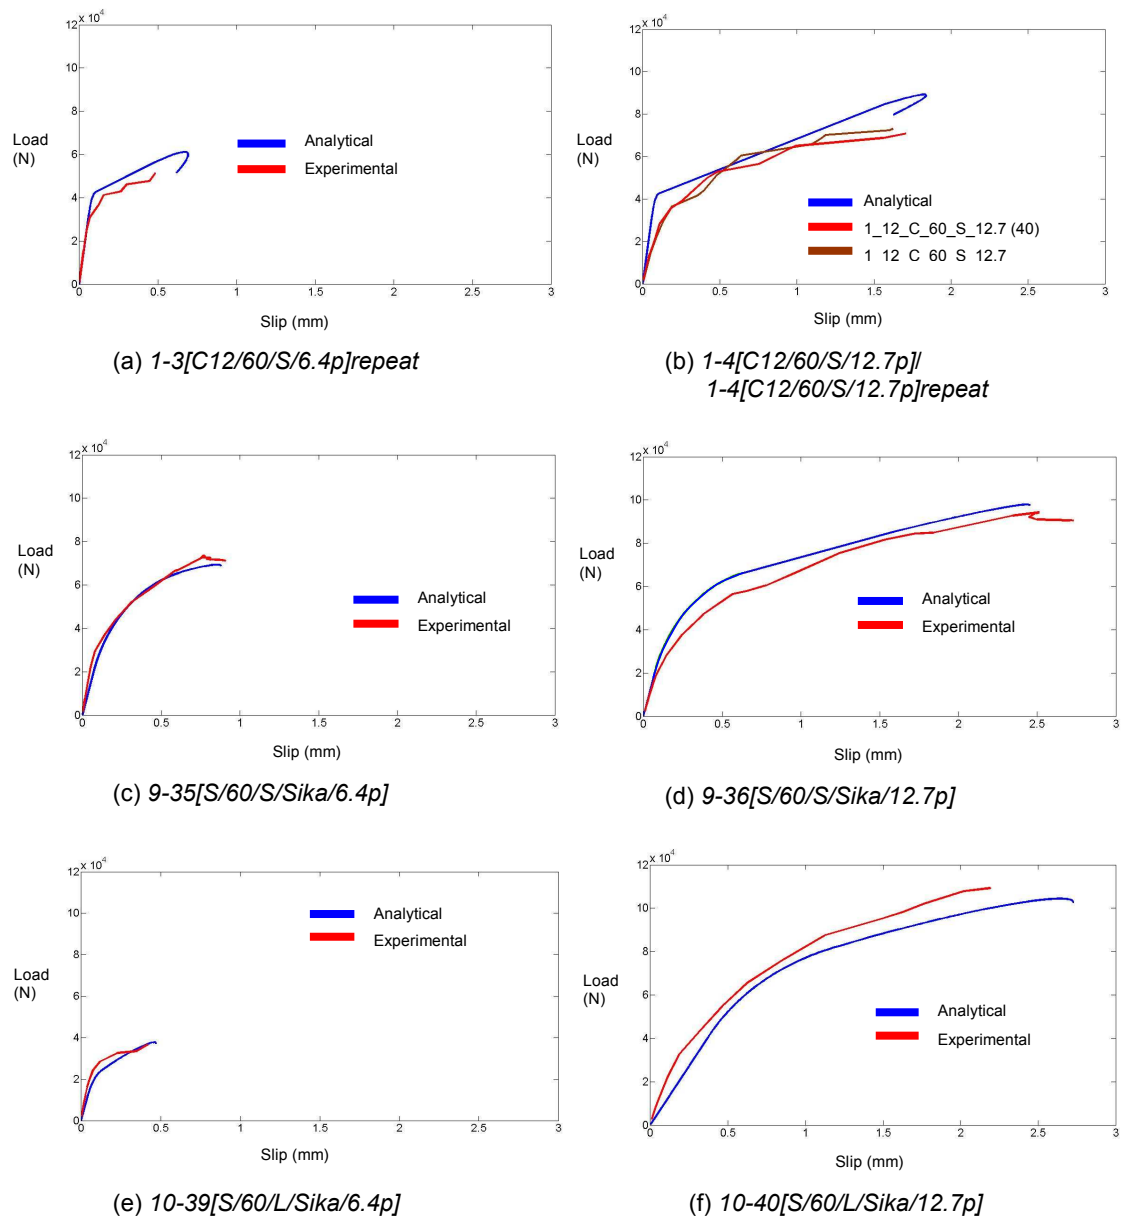 12 x 10⁴
10
8
6
4
2
0
Load
(N)
Analytical
Experimental
0 0.5 1 1.5 2 2.5 3
Slip (mm)
(a) 1-3[C12/60/S/6.4p]repeat
12 x 10⁴
10
8
6
4
2
0
Load
(N)
Analytical
1_12_C_60_S_12.7 (40)
1 12 C 60 S 12.7
0 0.5 1 1.5 2 2.5 3
Slip (mm)
(b) 1-4[C12/60/S/12.7p]/
1-4[C12/60/S/12.7p]repeat
12 x 10⁴
10
8
6
4
2
0
Load
(N)
Analytical
Experimental
0 0.5 1 1.5 2 2.5 3
Slip (mm)
(c) 9-35[S/60/S/Sika/6.4p]
12 x 10⁴
10
8
6
4
2
0
Load
(N)
Analytical
Experimental
0 0.5 1 1.5 2 2.5 3
Slip (mm)
(d) 9-36[S/60/S/Sika/12.7p]
12 x 10⁴
10
8
6
4
2
0
Load
(N)
Analytical
Experimental
0 0.5 1 1.5 2 2.5 3
Slip (mm)
(e) 10-39[S/60/L/Sika/6.4p]
12 x 10⁴
10
8
6
4
2
0
Load
(N)
Analytical
Experimental
0 0.5 1 1.5 2 2.5 3
Slip (mm)
(f) 10-40[S/60/L/Sika/12.7p]